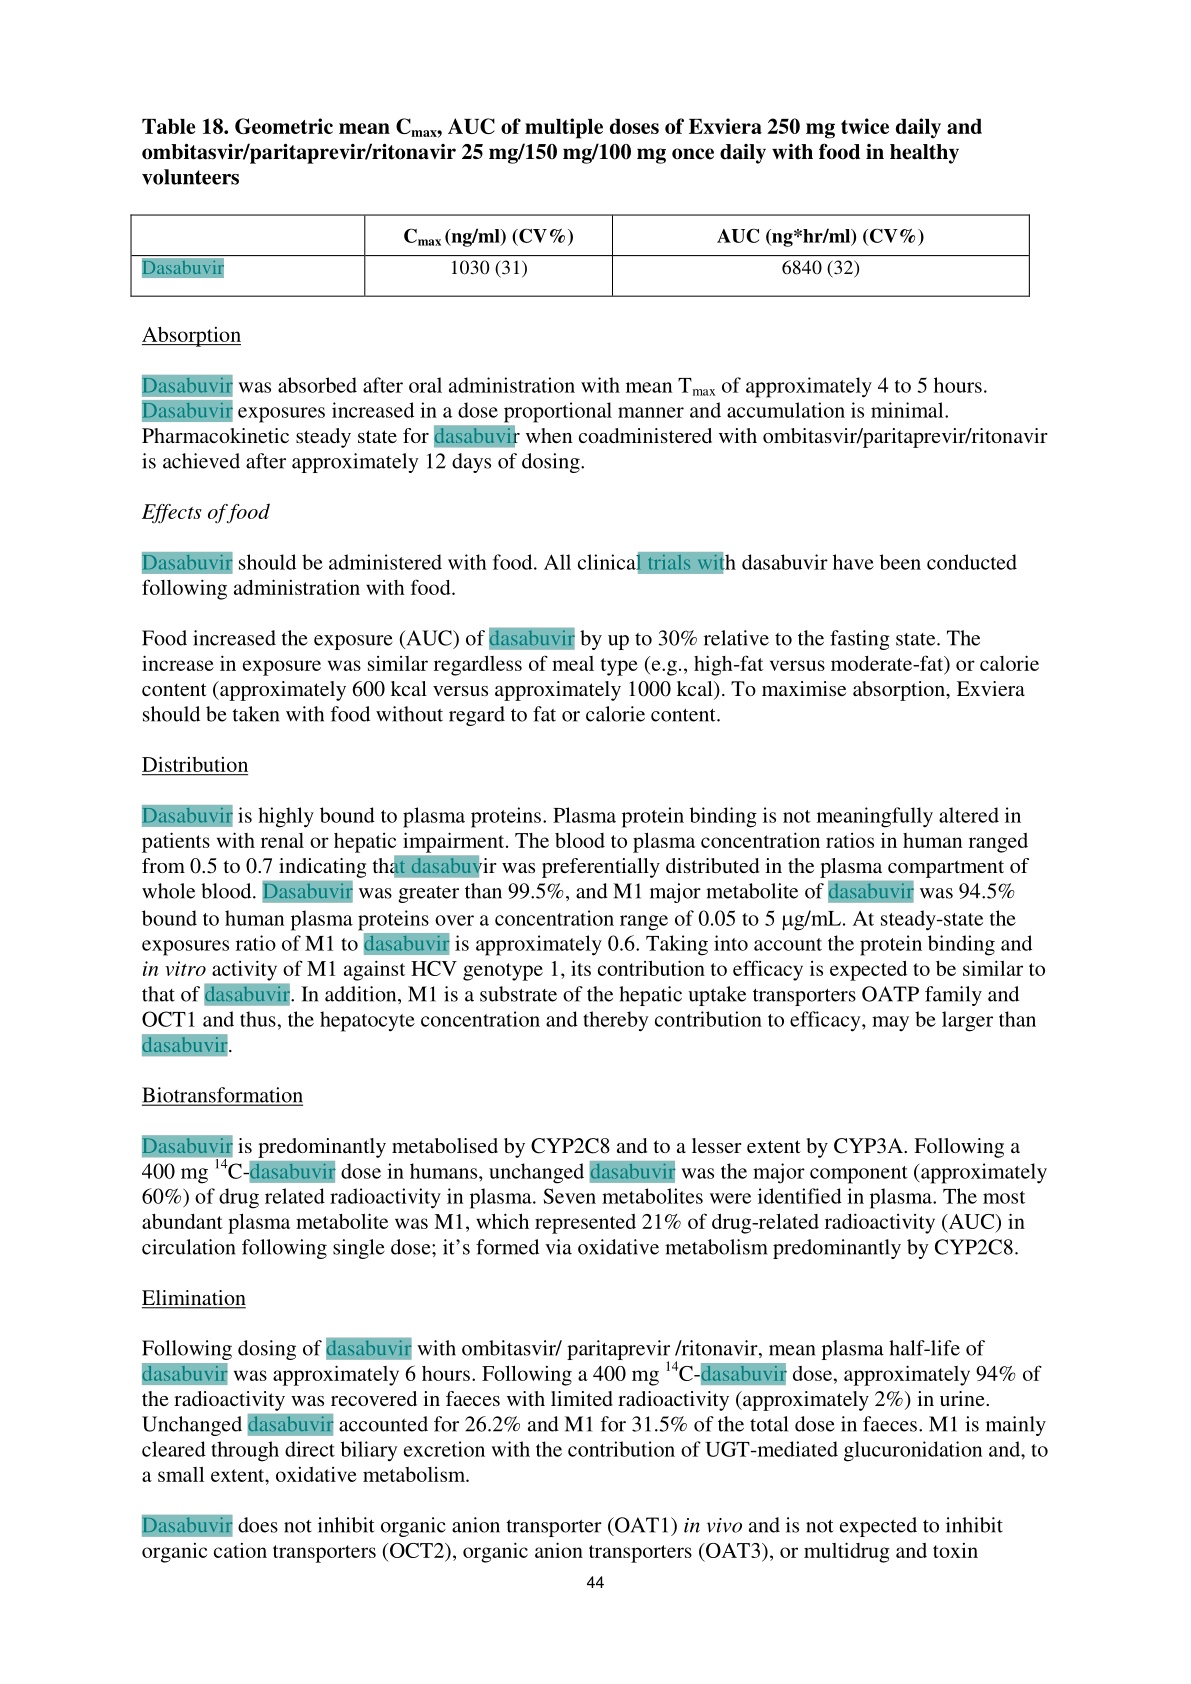 Table 18. Geometric mean Cmax, AUC of multiple doses of Exviera 250 mg twice daily and
ombitasvir/paritaprevir/ritonavir 25 mg/150 mg/100 mg once daily with food in healthy
volunteers
Cmax (ng/ml) (CV%) AUC (ng*hr/ml) (CV%)
Dasabuvir 1030 (31) 6840 (32)
Absorption
Dasabuvir was absorbed after oral administration with mean Tmax of approximately 4 to 5 hours.
Dasabuvir exposures increased in a dose proportional manner and accumulation is minimal.
Pharmacokinetic steady state for dasabuvir when coadministered with ombitasvir/paritaprevir/ritonavir
is achieved after approximately 12 days of dosing.
Effects of food
Dasabuvir should be administered with food. All clinical trials with dasabuvir have been conducted
following administration with food.
Food increased the exposure (AUC) of dasabuvir by up to 30% relative to the fasting state. The
increase in exposure was similar regardless of meal type (e.g., high-fat versus moderate-fat) or calorie
content (approximately 600 kcal versus approximately 1000 kcal). To maximise absorption, Exviera
should be taken with food without regard to fat or calorie content.
Distribution
Dasabuvir is highly bound to plasma proteins. Plasma protein binding is not meaningfully altered in
patients with renal or hepatic impairment. The blood to plasma concentration ratios in human ranged
from 0.5 to 0.7 indicating that dasabuvir was preferentially distributed in the plasma compartment of
whole blood. Dasabuvir was greater than 99.5%, and M1 major metabolite of dasabuvir was 94.5%
bound to human plasma proteins over a concentration range of 0.05 to 5 μg/mL. At steady-state the
exposures ratio of M1 to dasabuvir is approximately 0.6. Taking into account the protein binding and
in vitro activity of M1 against HCV genotype 1, its contribution to efficacy is expected to be similar to
that of dasabuvir. In addition, M1 is a substrate of the hepatic uptake transporters OATP family and
OCT1 and thus, the hepatocyte concentration and thereby contribution to efficacy, may be larger than
dasabuvir.
Biotransformation
Dasabuvir is predominantly metabolised by CYP2C8 and to a lesser extent by CYP3A. Following a
400 mg 14C-dasabuvir dose in humans, unchanged dasabuvir was the major component (approximately
60%) of drug related radioactivity in plasma. Seven metabolites were identified in plasma. The most
abundant plasma metabolite was M1, which represented 21% of drug-related radioactivity (AUC) in
circulation following single dose; it's formed via oxidative metabolism predominantly by CYP2C8.
Elimination
Following dosing of dasabuvir with ombitasvir/ paritaprevir /ritonavir, mean plasma half-life of
dasabuvir was approximately 6 hours. Following a 400 mg 14C-dasabuvir dose, approximately 94% of
the radioactivity was recovered in faeces with limited radioactivity (approximately 2%) in urine.
Unchanged dasabuvir accounted for 26.2% and M1 for 31.5% of the total dose in faeces. M1 is mainly
cleared through direct biliary excretion with the contribution of UGT-mediated glucuronidation and, to
a small extent, oxidative metabolism.
Dasabuvir does not inhibit organic anion transporter (OAT1) in vivo and is not expected to inhibit
organic cation transporters (OCT2), organic anion transporters (OAT3), or multidrug and toxin
44